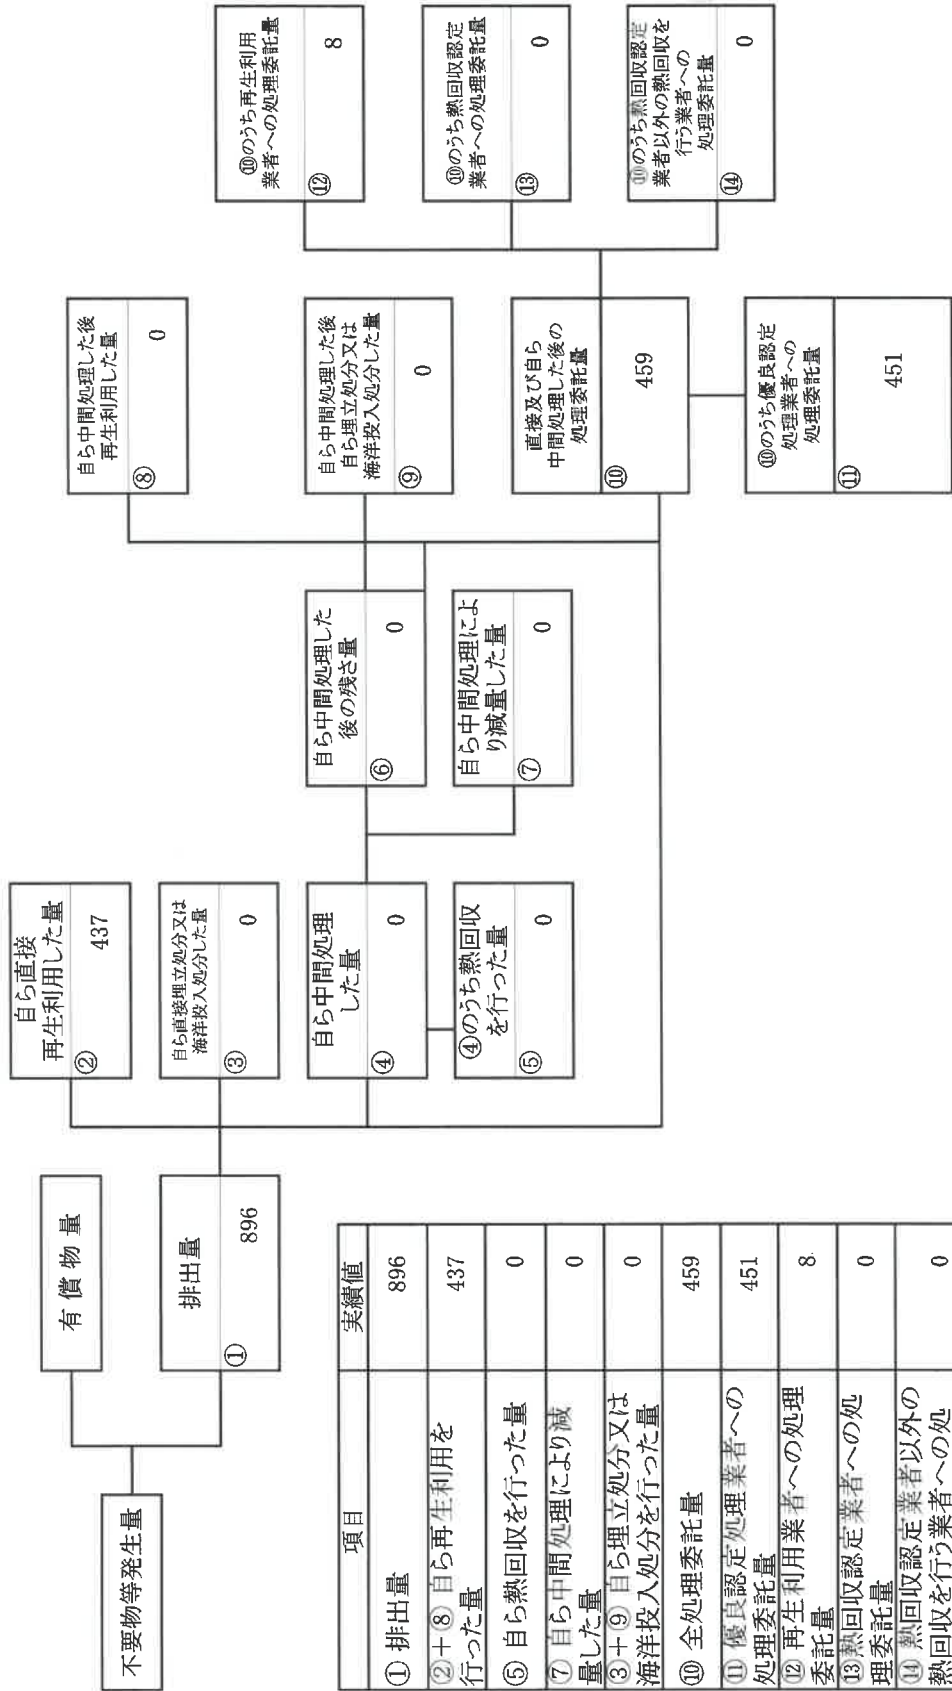 不要物等発生量
有償物量
排出量
①
896
自ら直接
再生利用した量
②
437
自ら直接埋立処分又は
海洋投入処分した量
③
0
自ら中間処理
した量
④
0
④のうち熱回収
を行った量
⑤
0
自ら中間処理した
後の残さ量
⑥
0
自ら中間処理によ
り減量した量
⑦
0
自ら中間処理した後
再生利用した量
⑧
0
自ら中間処理した後
自ら埋立処分又は
海洋投入処分した量
⑨
0
直接及び自ら
中間処理した後の
処理委託量
⑩
459
⑩のうち優良認定
処理業者への
処理委託量
⑪
451
⑩のうち再生利用
業者への処理委託量
⑫
8
⑩のうち熱回収認定
業者への処理委託量
⑬
0
⑩のうち熱回収認定
業者以外の熱回収を
行う業者への
処理委託量
⑭
0
項目 実績値
①排出量 896
②+⑧自ら再生利用を
行った量 437
⑤自ら熱回収を行った量 0
⑦自ら中間処理により減
量した量 0
③+⑨自ら埋立処分又は
海洋投入処分を行った量 0
⑩全処理委託量 459
⑪優良認定処理業者への
処理委託量 451
⑫再生利用業者への処理
委託量 8
⑬熱回収認定業者への処
理委託量 0
⑭熱回収認定業者以外の
熱回収を行う業者への処 0